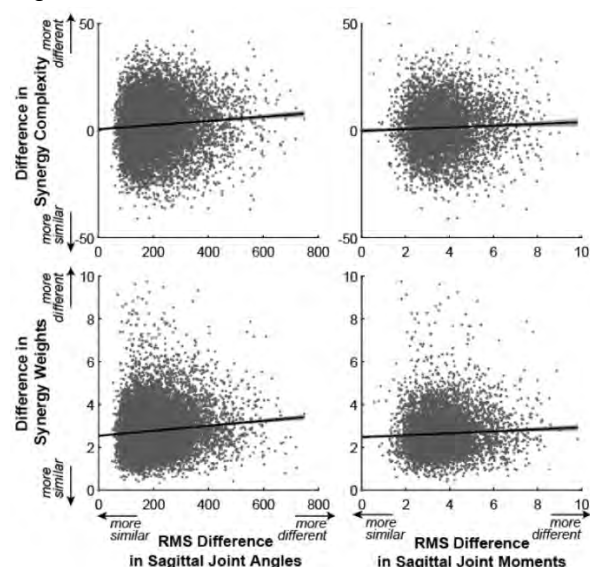 more different
Difference in
Synergy Complexity
more similar
50
0
-50
0 200 400 600 800
50
0
-50
0 2 4 6 8 10
more different
Difference in
Synergy Weights
more similar
10
8
6
4
2
0
0 200 400 600 800
more similar
more different
RMS Difference
in Sagittal Joint Angles
10
8
6
4
2
0
0 2 4 6 8 10
more similar
more different
RMS Difference
in Sagittal Joint Moments